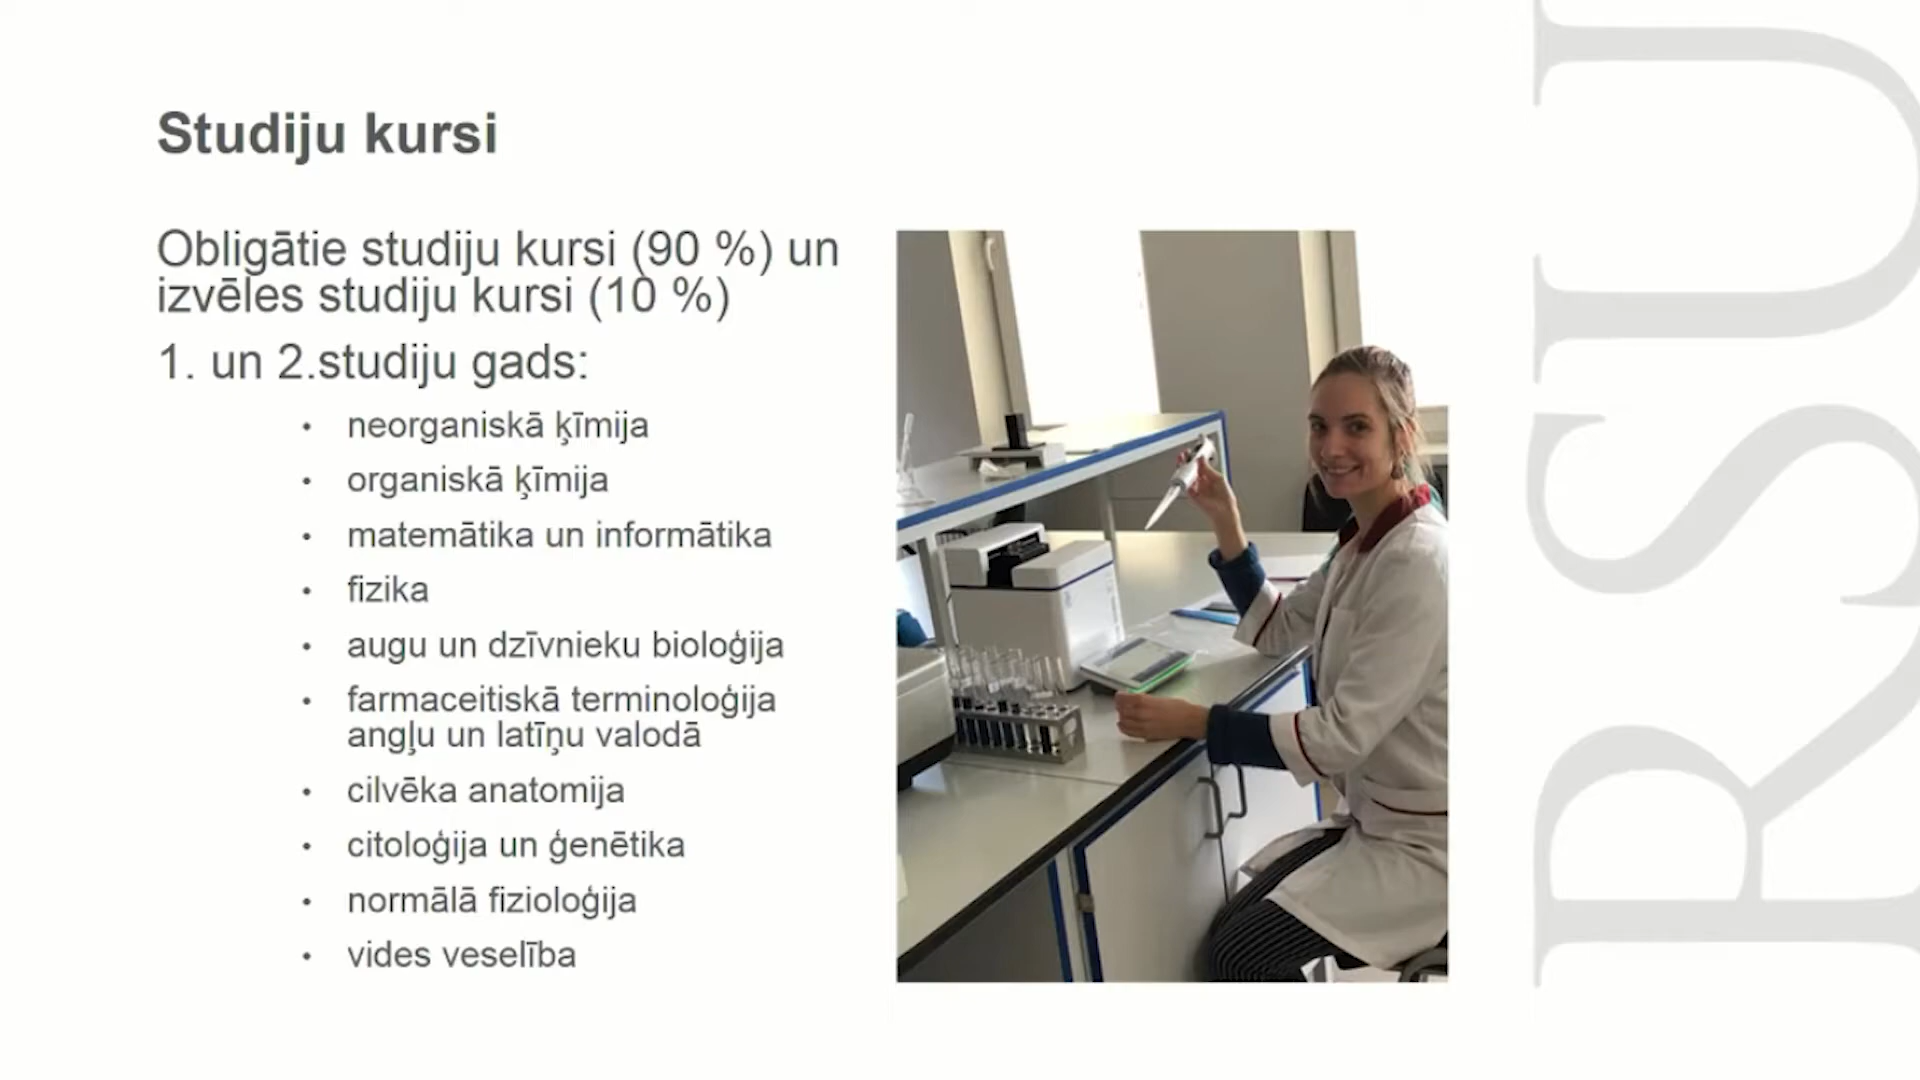 Studiju kursi
Obligātie studiju kursi (90 %) un
izvēles studiju kursi (10 %)
1. un 2.studiju gads:
• neorganiskā ķīmija
• organiskā ķīmija
• matemātika un informātika
• fizika
• augu un dzīvnieku bioloģija
• farmaceitiskā terminoloģija
angļu un latīņu valodā
• cilvēka anatomija
• citoloģija un ģenētika
• normālā fizioloģija
• vides veselība
RSU